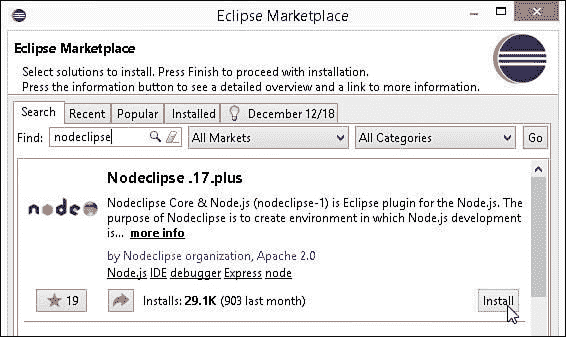 Eclipse Marketplace
Eclipse Marketplace
Select solutions to install. Press Finish to proceed with installation.
Press the information button to see a detailed overview and a link to more information.
Search Recent Popular Installed December 12/18
Find: nodeclipse All Markets All Categories Go
Nodeclipse .17.plus
node
Nodeclipse Core & Node.js (nodeclipse-1) is Eclipse plugin for the Node.js. The
purpose of Nodeclipse is to create environment in which Node.js development
is... more info
by Nodeclipse organization, Apache 2.0
Node.js IDE debugger Express node
19 Installs: 29.1K (903 last month) Install